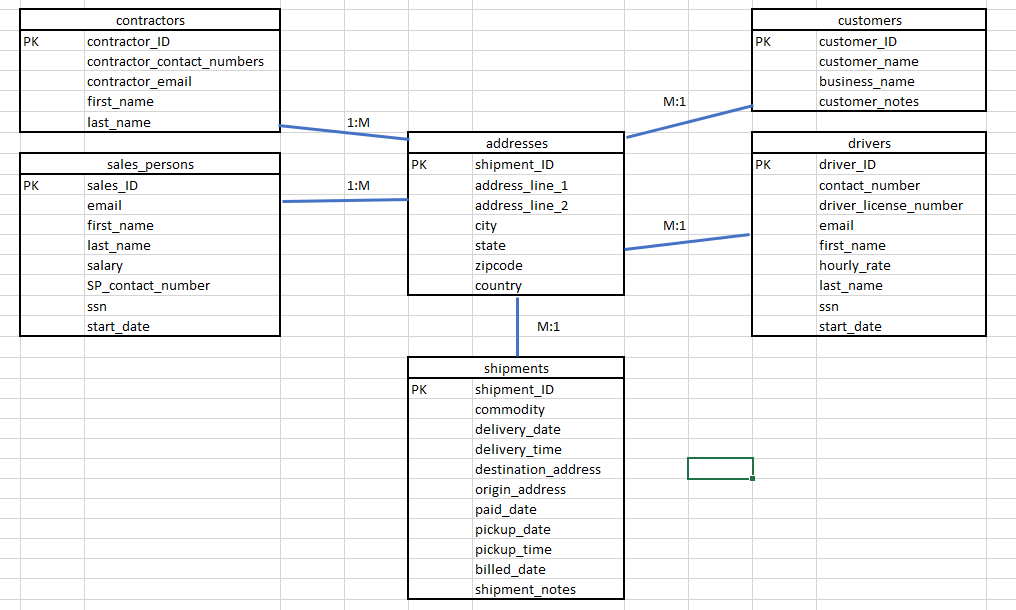 contractors
PK contractor_ID
contractor_contact_numbers
contractor_email
first_name
last_name
1:M
sales_persons
PK sales_ID
email
first_name
last_name
salary
SP_contact_number
ssn
start_date
1:M
addresses
PK shipment_ID
address_line_1
address_line_2
city
state
zipcode
country
M:1
customers
PK customer_ID
customer_name
business_name
customer_notes
M:1
drivers
PK driver_ID
contact_number
driver_license_number
email
first_name
hourly_rate
last_name
ssn
start_date
M:1
shipments
PK shipment_ID
commodity
delivery_date
delivery_time
destination_address
origin_address
paid_date
pickup_date
pickup_time
billed_date
shipment_notes